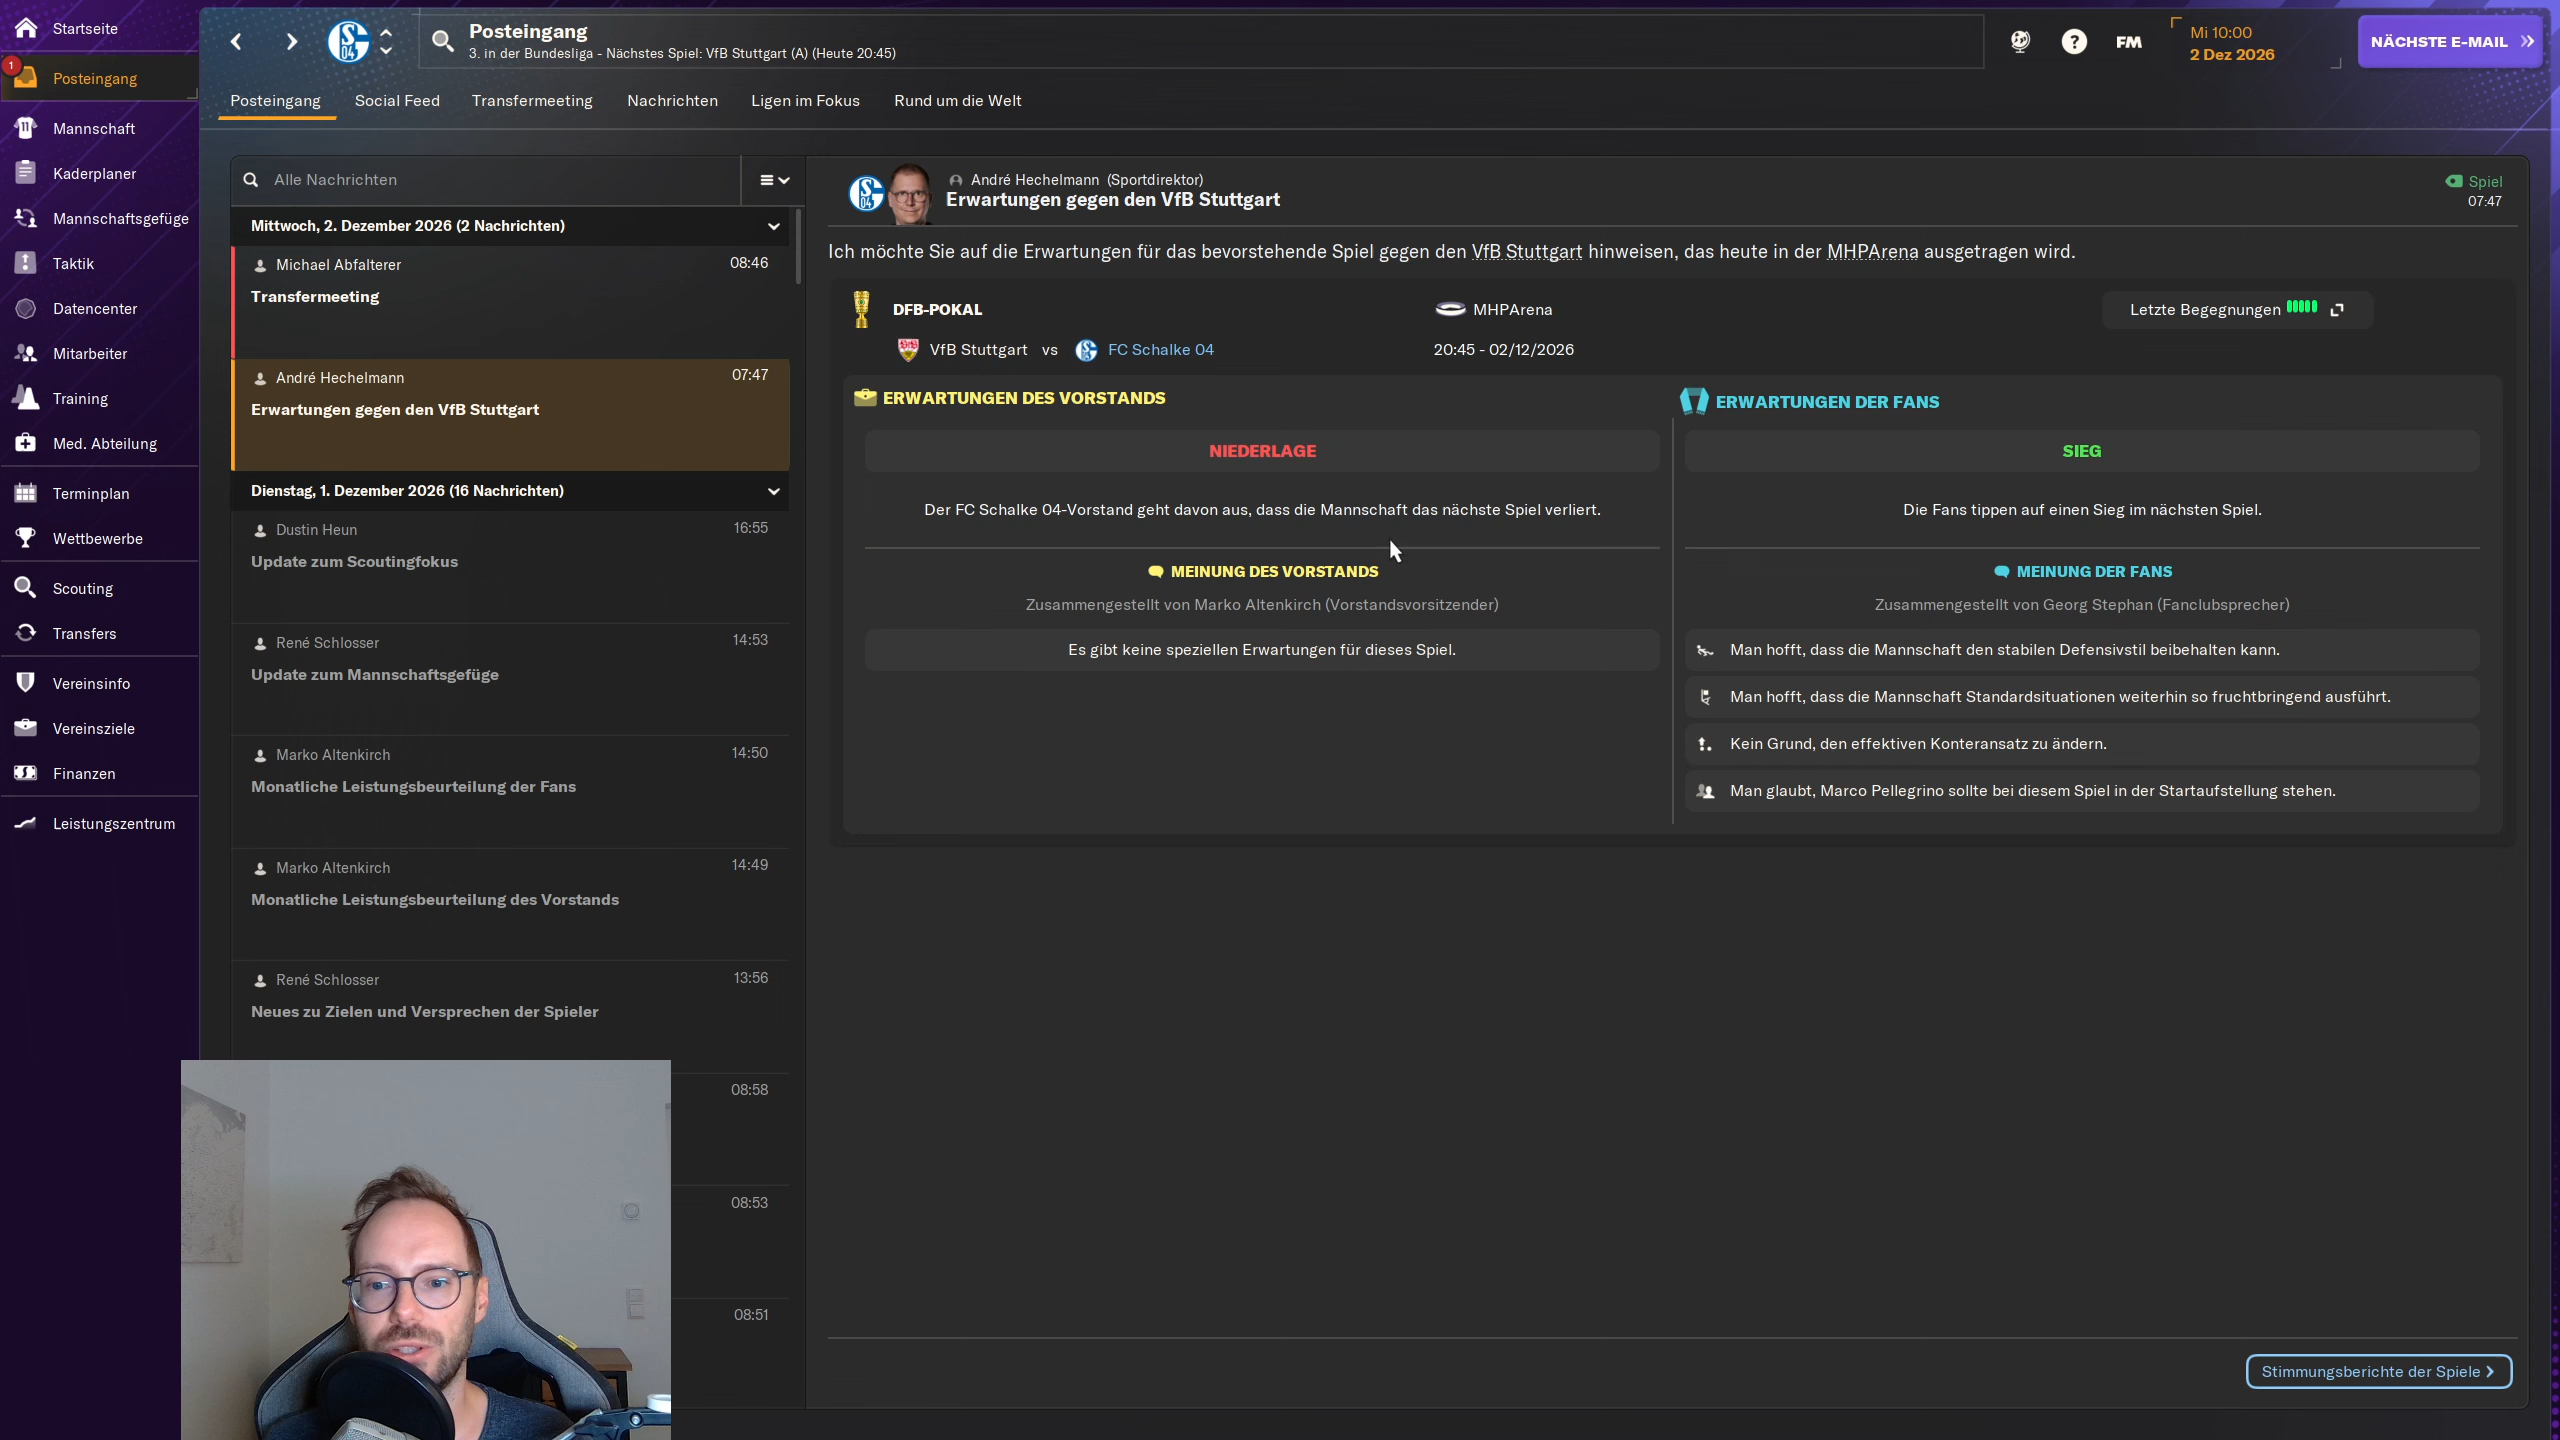 Startseite
1
Posteingang
Mannschaft
Kaderplaner
Mannschaftsgefüge
Taktik
Datencenter
Mitarbeiter
Training
Med. Abteilung
Terminplan
Wettbewerbe
Scouting
Transfers
Vereinsinfo
Vereinsziele
Finanzen
Leistungszentrum
Posteingang
3. in der Bundesliga - Nächstes Spiel: VfB Stuttgart (A) (Heute 20:45)
FM
Mi 10:00
2 Dez 2026
NÄCHSTE E-MAIL
Posteingang Social Feed Transfermeeting Nachrichten Ligen im Fokus Rund um die Welt
Alle Nachrichten
Mittwoch, 2. Dezember 2026 (2 Nachrichten)
Michael Abfalterer 08:46
Transfermeeting
André Hechelmann 07:47
Erwartungen gegen den VfB Stuttgart
Dienstag, 1. Dezember 2026 (16 Nachrichten)
Dustin Heun 16:55
Update zum Scoutingfokus
René Schlosser 14:53
Update zum Mannschaftsgefüge
Marko Altenkirch 14:50
Monatliche Leistungsbeurteilung der Fans
Marko Altenkirch 14:49
Monatliche Leistungsbeurteilung des Vorstands
René Schlosser 13:56
Neues zu Zielen und Versprechen der Spieler
08:58
08:53
08:51
André Hechelmann (Sportdirektor)
Erwartungen gegen den VfB Stuttgart
Spiel
07:47
Ich möchte Sie auf die Erwartungen für das bevorstehende Spiel gegen den VfB Stuttgart hinweisen, das heute in der MHPArena ausgetragen wird.
DFB-POKAL MHPArena Letzte Begegnungen
VfB Stuttgart vs FC Schalke 04 20:45 - 02/12/2026
ERWARTUNGEN DES VORSTANDS
NIEDERLAGE
Der FC Schalke 04-Vorstand geht davon aus, dass die Mannschaft das nächste Spiel verliert.
MEINUNG DES VORSTANDS
Zusammengestellt von Marko Altenkirch (Vorstandsvorsitzender)
Es gibt keine speziellen Erwartungen für dieses Spiel.
ERWARTUNGEN DER FANS
SIEG
Die Fans tippen auf einen Sieg im nächsten Spiel.
MEINUNG DER FANS
Zusammengestellt von Georg Stephan (Fanclubsprecher)
Man hofft, dass die Mannschaft den stabilen Defensivstil beibehalten kann.
Man hofft, dass die Mannschaft Standardsituationen weiterhin so fruchtbringend ausführt.
Kein Grund, den effektiven Konteransatz zu ändern.
Man glaubt, Marco Pellegrino sollte bei diesem Spiel in der Startaufstellung stehen.
Stimmungsberichte der Spiele